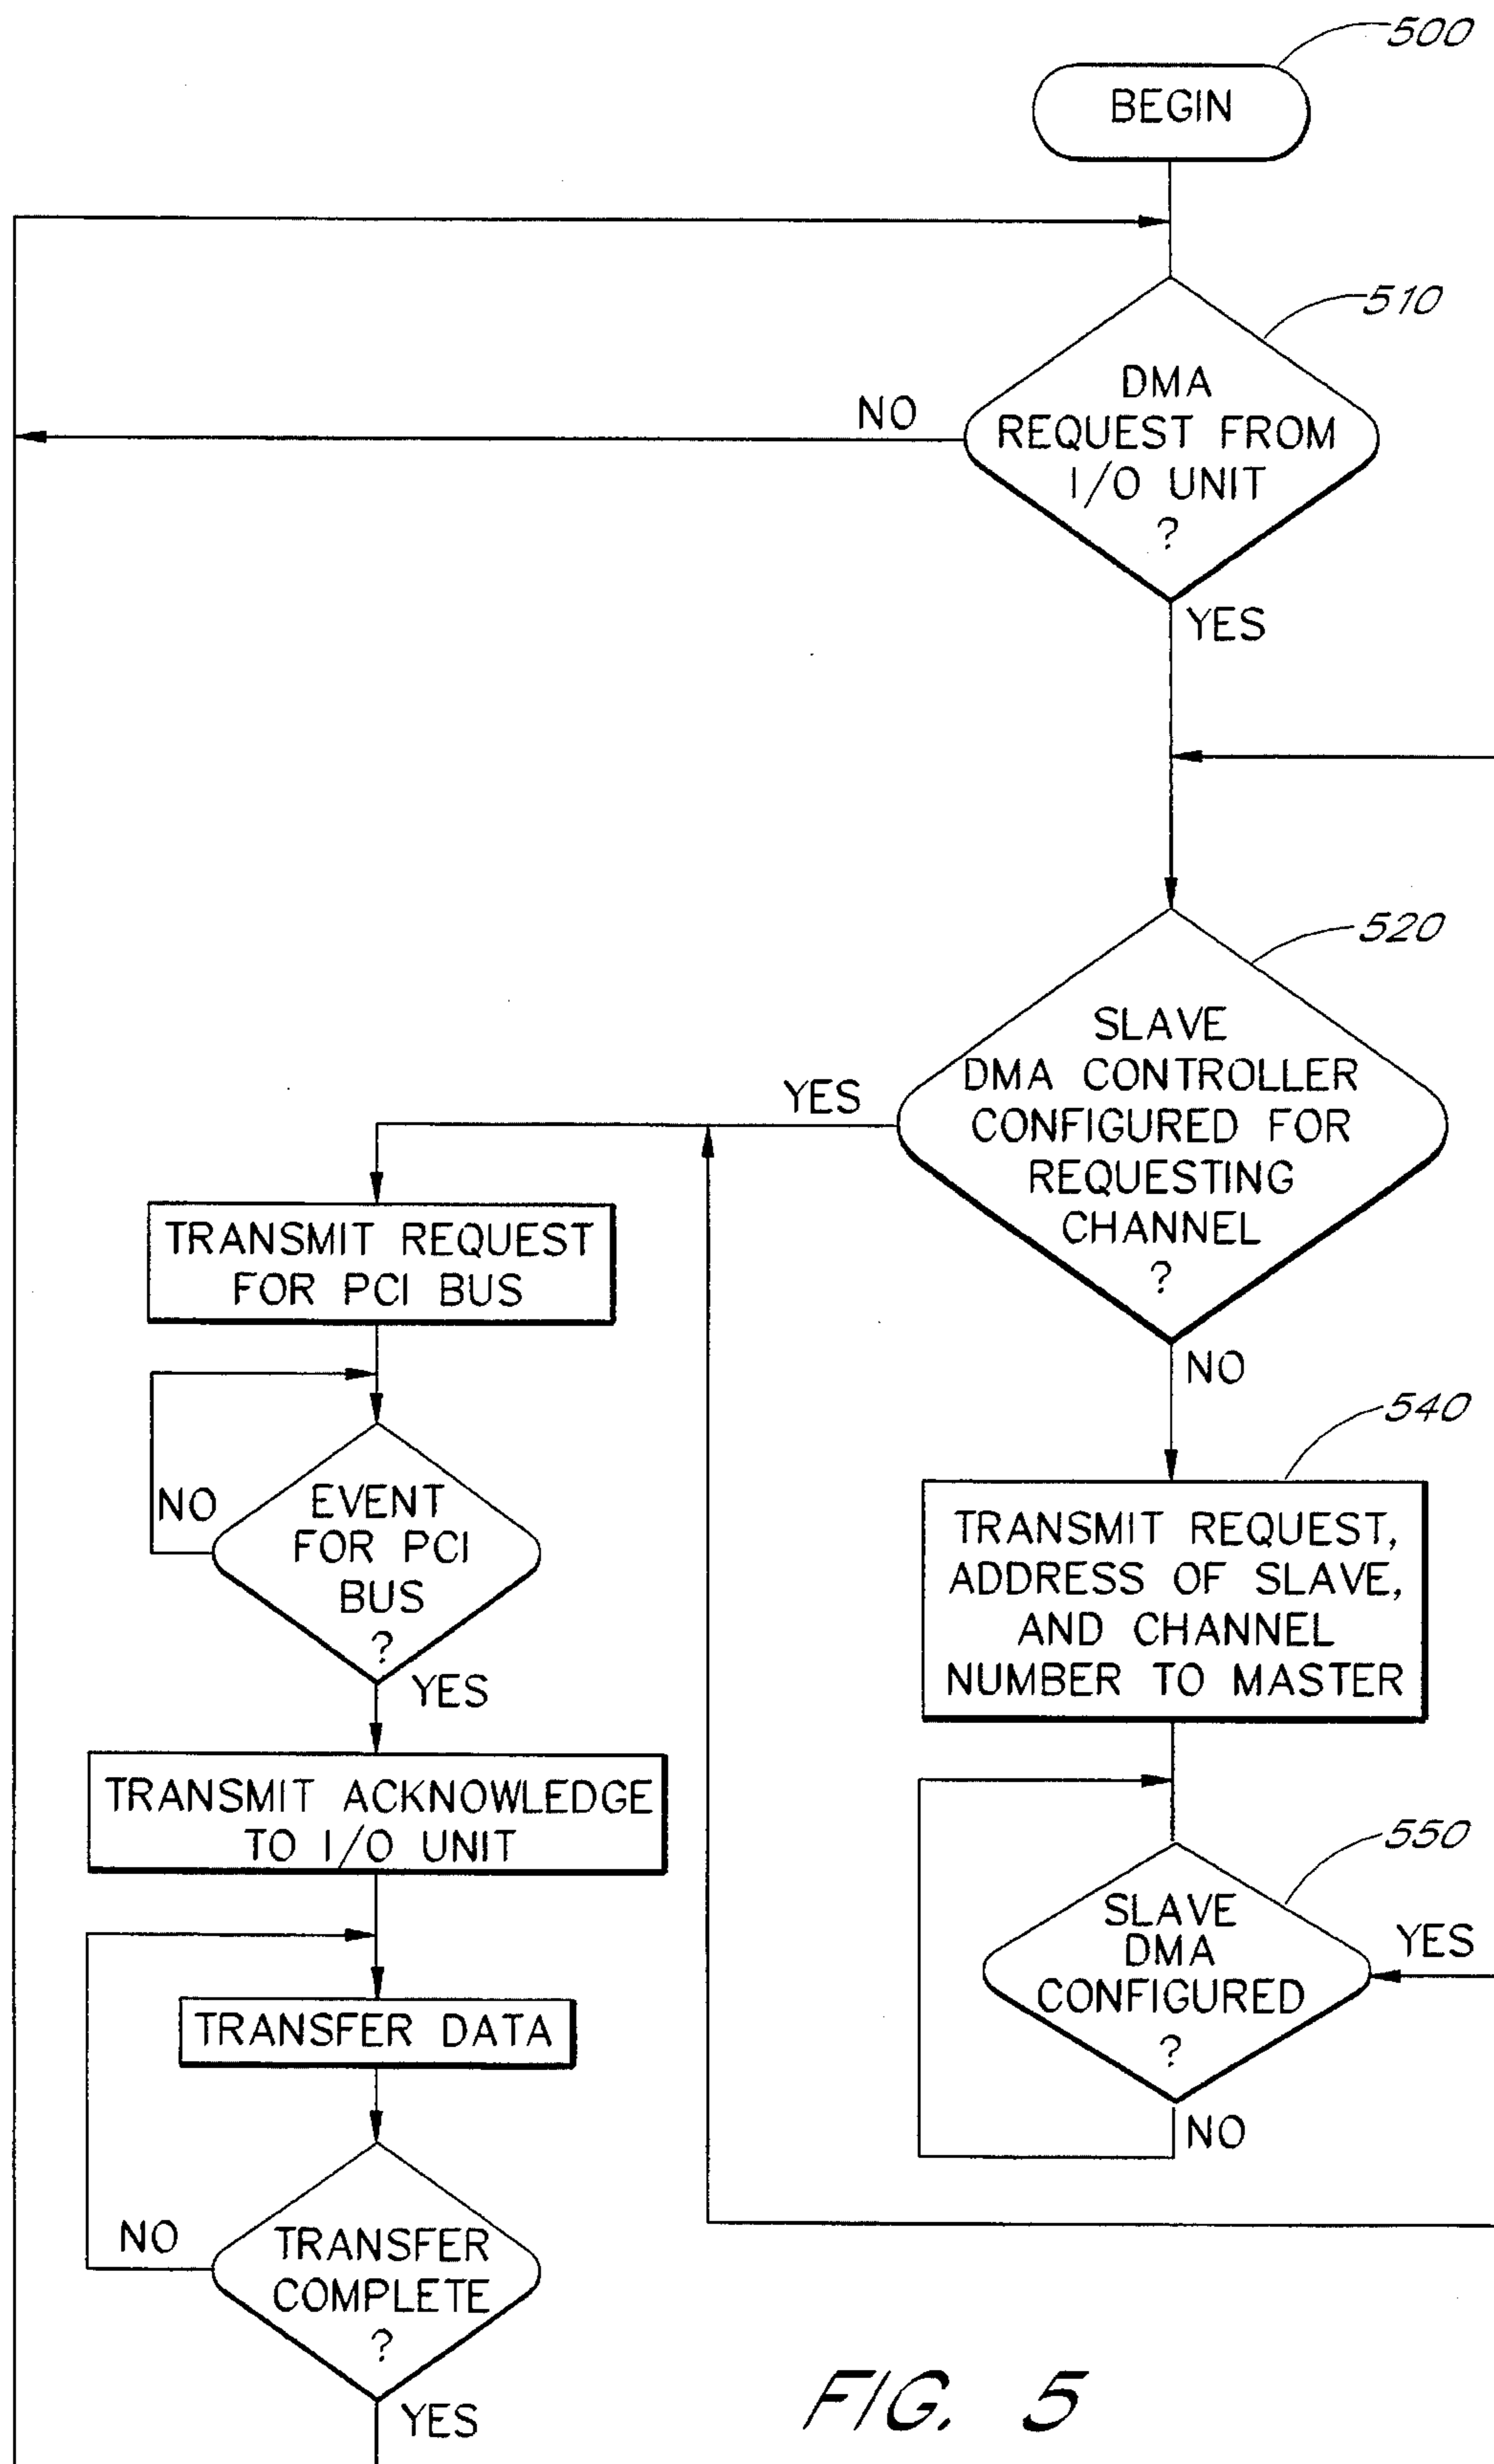 500
BEGIN
510
DMA
REQUEST FROM
I/O UNIT
?
NO
YES
520
SLAVE
DMA CONTROLLER
CONFIGURED FOR
REQUESTING
CHANNEL
?
YES
NO
TRANSMIT REQUEST
FOR PCI BUS
EVENT
FOR PCI
BUS
?
NO
YES
TRANSMIT ACKNOWLEDGE
TO I/O UNIT
TRANSFER DATA
TRANSFER
COMPLETE
?
NO
YES
540
TRANSMIT REQUEST,
ADDRESS OF SLAVE,
AND CHANNEL
NUMBER TO MASTER
550
SLAVE
DMA
CONFIGURED
?
YES
NO
FIG. 5